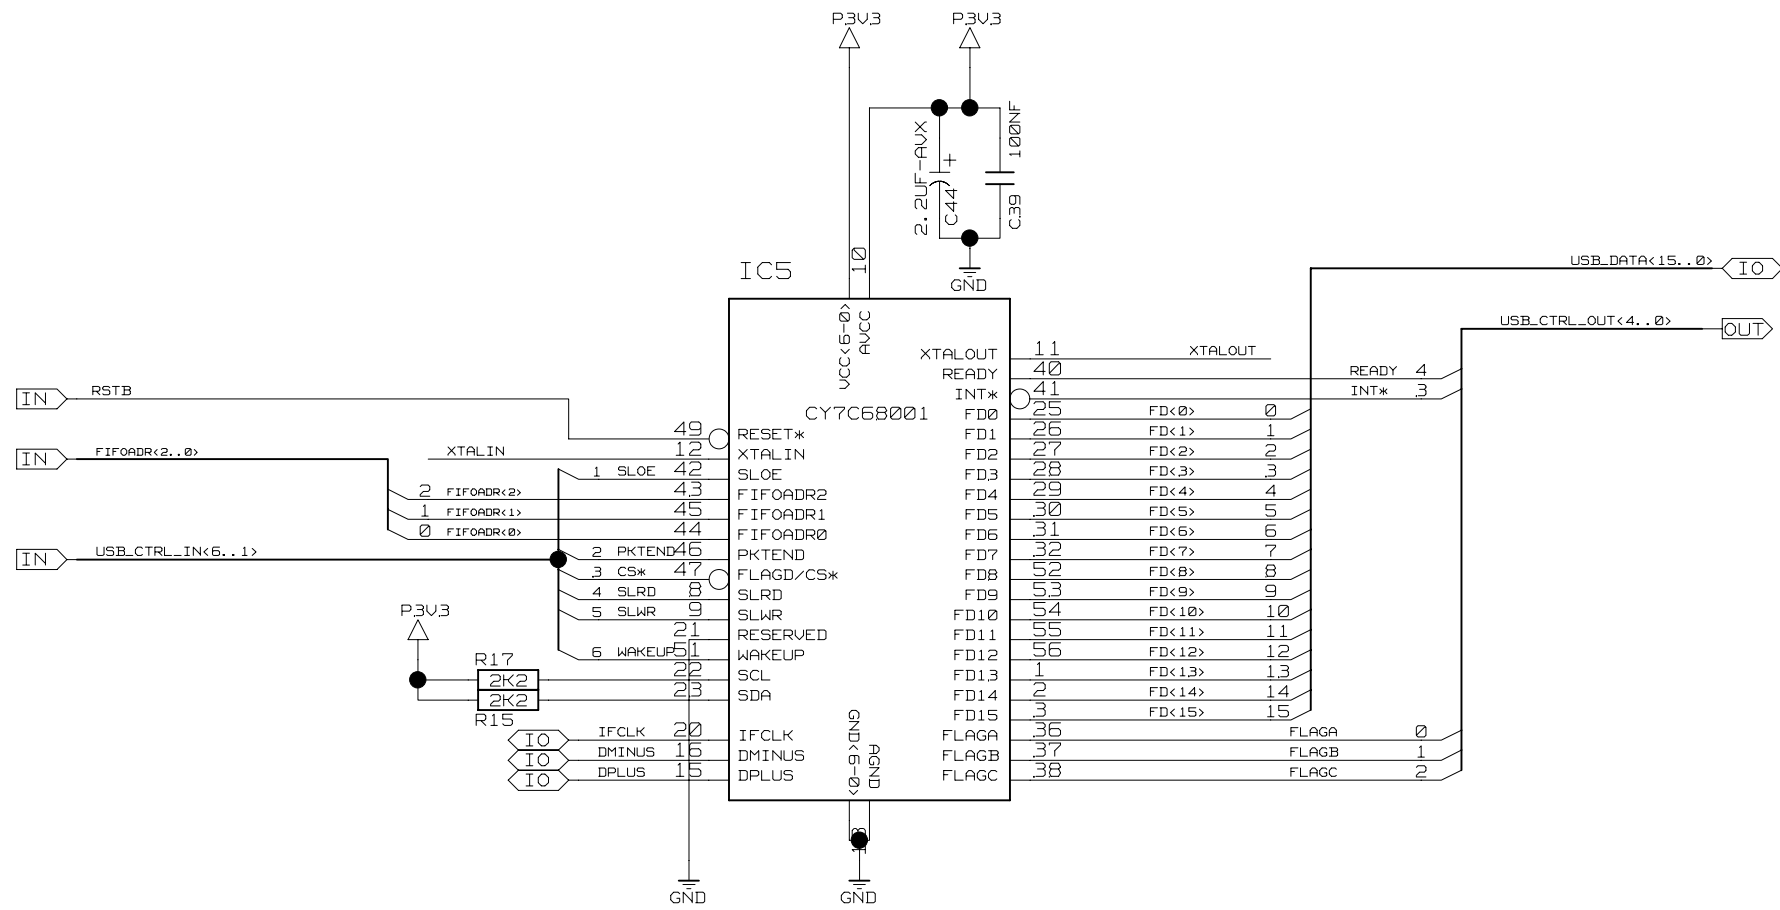 P3V3 P3V3
100NF
2.2UF-AVX
+
C44
C39
10
IC5
GND
USB_DATA<15..0> IO
USB_CTRL_OUT<4..0> OUT
VCC<6-0>
AVCC
XTALOUT 11 XTALOUT
READY 40 READY 4
INT* 41 INT* 3
IN RSTB
CY7C68001
FD0 25 FD<0> 0
49 RESET* FD1 26 FD<1> 1
IN FIFOADR<2..0> XTALIN 12 XTALIN FD2 27 FD<2> 2
1 SLOE 42 SLOE FD3 28 FD<3> 3
2 FIFOADR<2> 43 FIFOADR2 FD4 29 FD<4> 4
1 FIFOADR<1> 45 FIFOADR1 FD5 30 FD<5> 5
0 FIFOADR<0> 44 FIFOADR0 FD6 31 FD<6> 6
IN USB_CTRL_IN<6..1> 2 PKTEND 46 PKTEND FD7 32 FD<7> 7
3 CS* 47 FLAGD/CS* FD8 52 FD<8> 8
4 SLRD 8 SLRD FD9 53 FD<9> 9
5 SLWR 9 SLWR FD10 54 FD<10> 10
P3V3
21 RESERVED FD11 55 FD<11> 11
6 WAKEUP 51 WAKEUP FD12 56 FD<12> 12
R17
2K2 22 SCL FD13 1 FD<13> 13
2K2 23 SDA FD14 2 FD<14> 14
R15
FD15 3 FD<15> 15
IO IFCLK 20 IFCLK FLAGA 36 FLAGA 0
IO DMINUS 16 DMINUS FLAGB 37 FLAGB 1
IO DPLUS 15 DPLUS FLAGC 38 FLAGC 2
GND<6-0>
AGND
GND GND